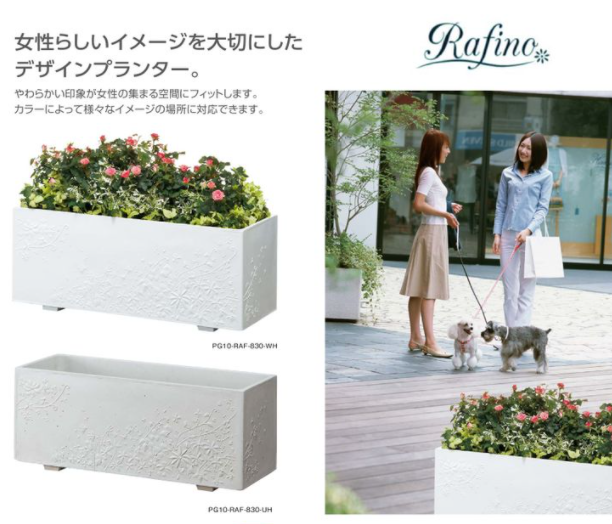 女性らしいイメージを大切にした
デザインプランター。
やわらかい印象が女性の集まる空間にフィットします。
カラーによって様々なイメージの場所に対応できます。
Rafino
PG10-RAF-830-WH
PG10-RAF-830-UH